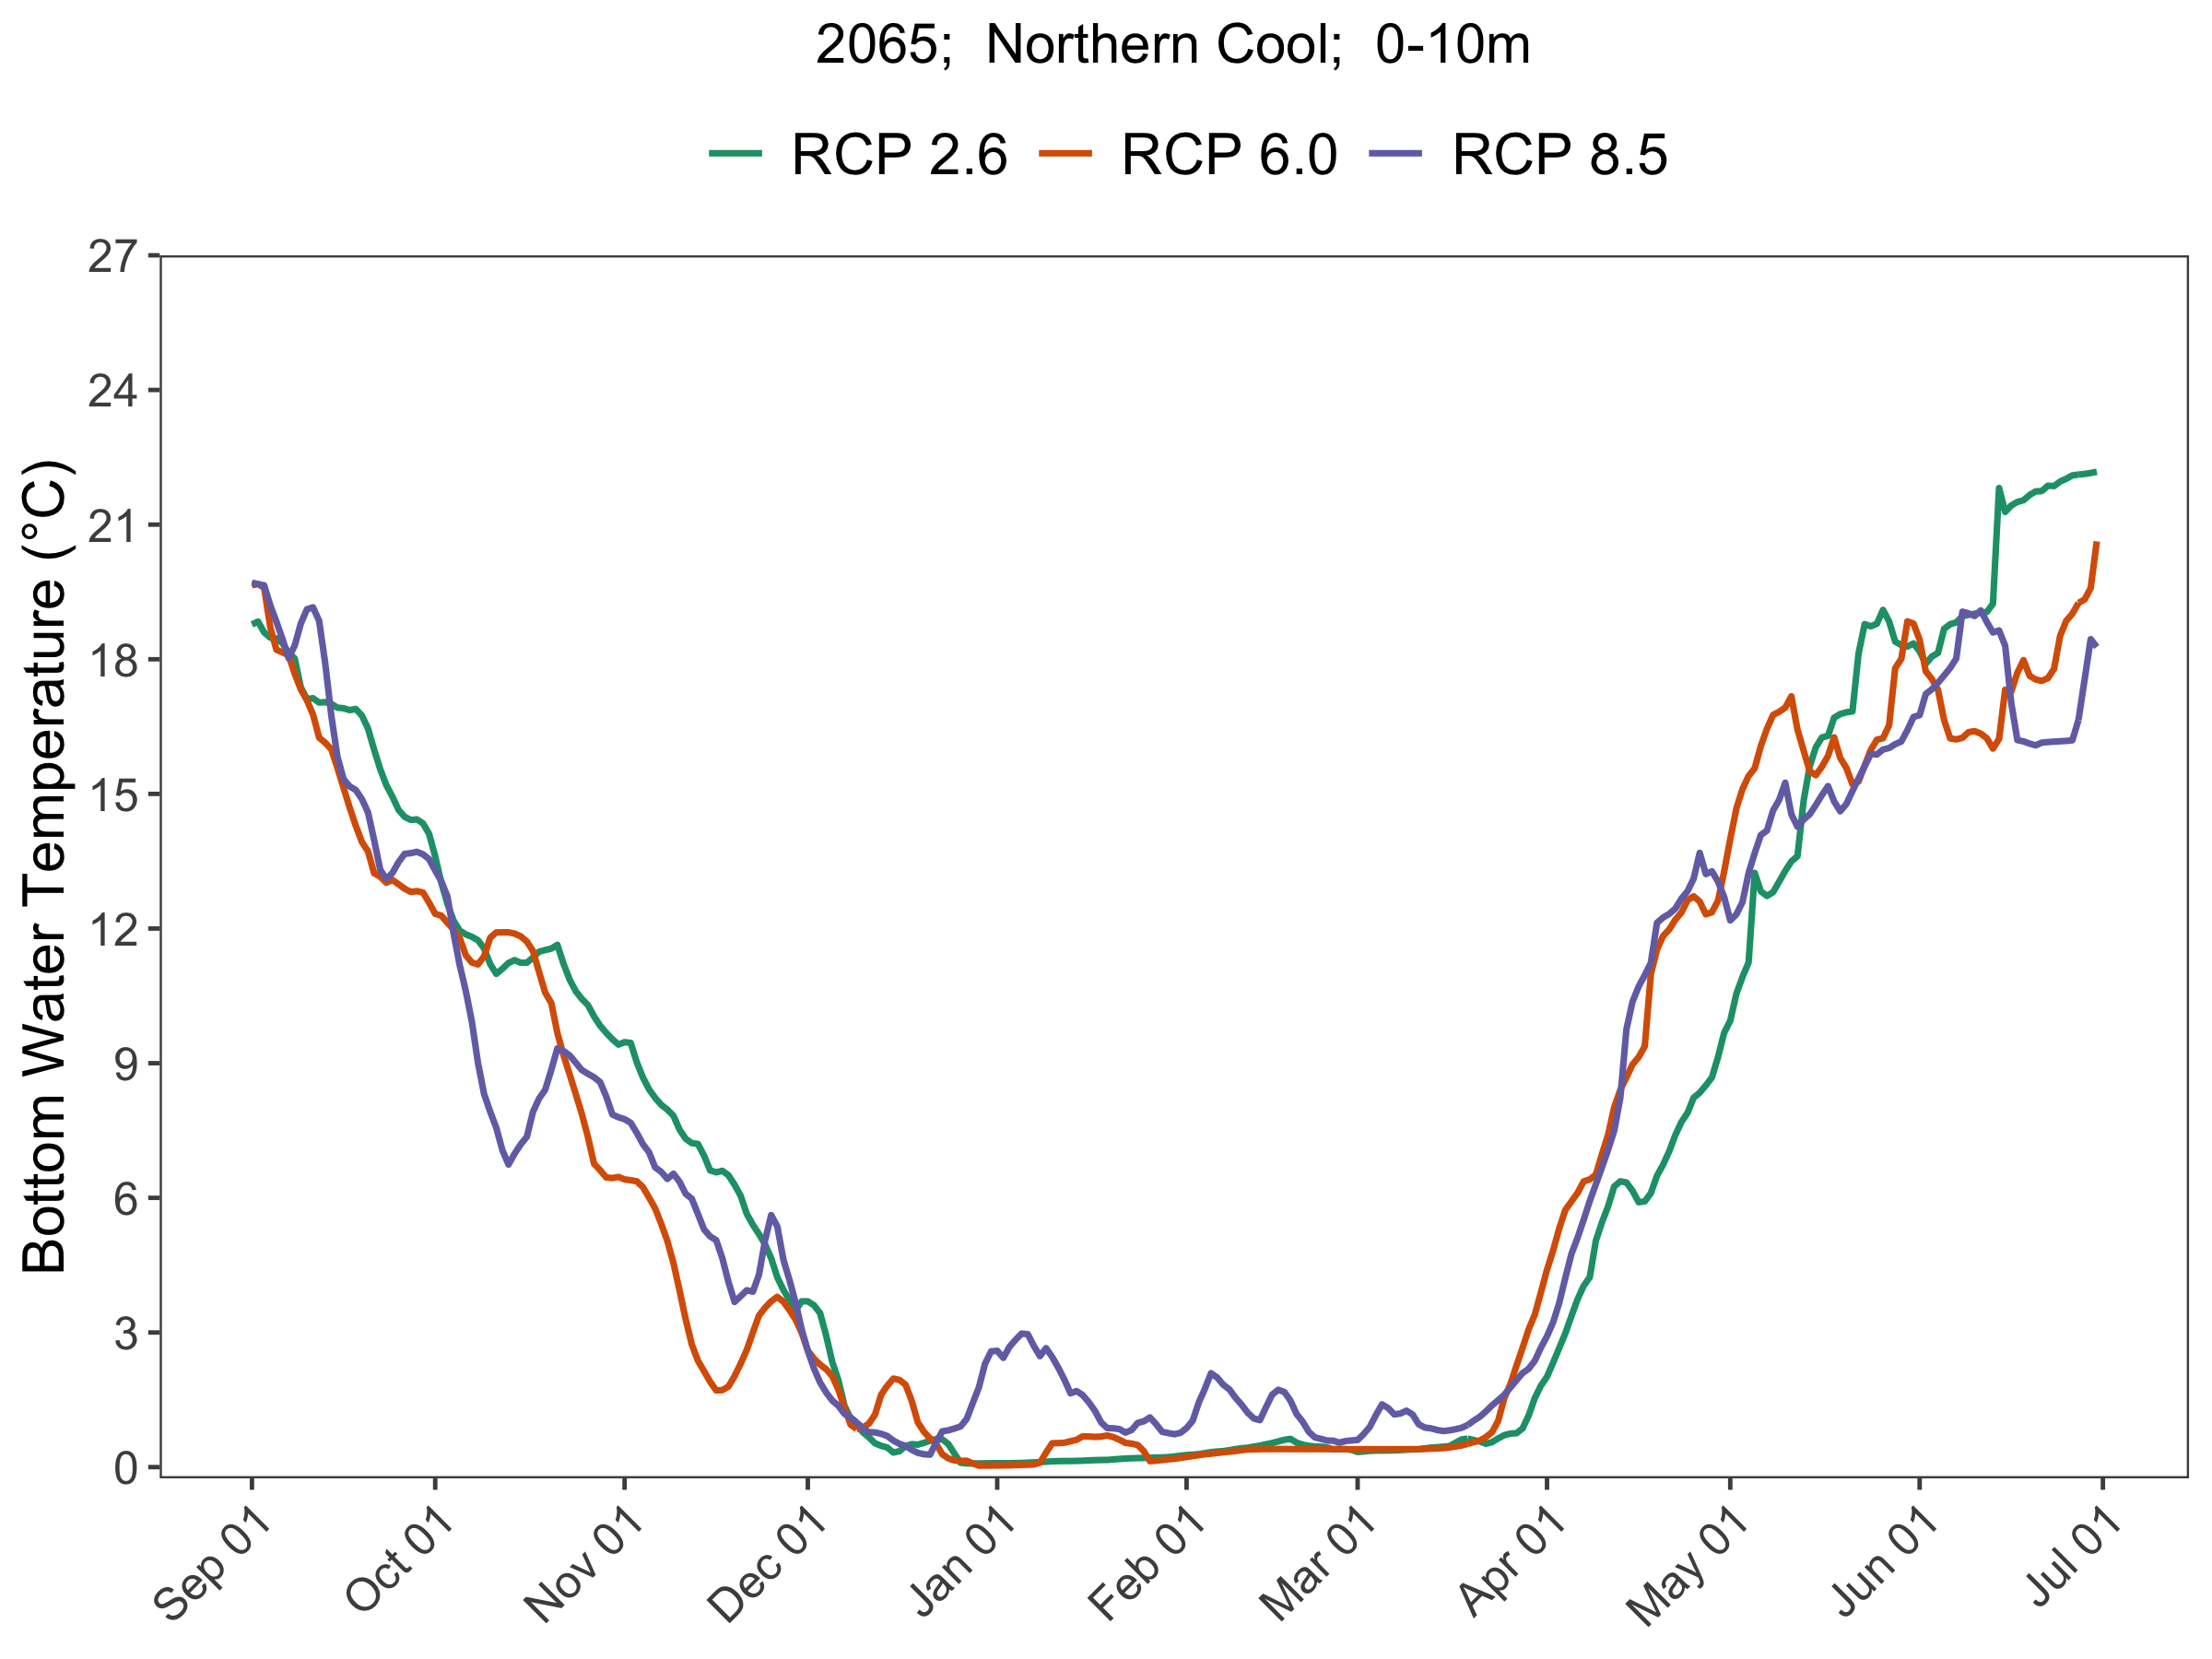 2065;  Northern Cool;  0-10m
RCP 2.6 RCP 6.0 RCP 8.5
Bottom Water Temperature (°C)
27
24
21
18
15
12
9
6
3
0
Sep 01 Oct 01 Nov 01 Dec 01 Jan 01 Feb 01 Mar 01 Apr 01 May 01 Jun 01 Jul 01